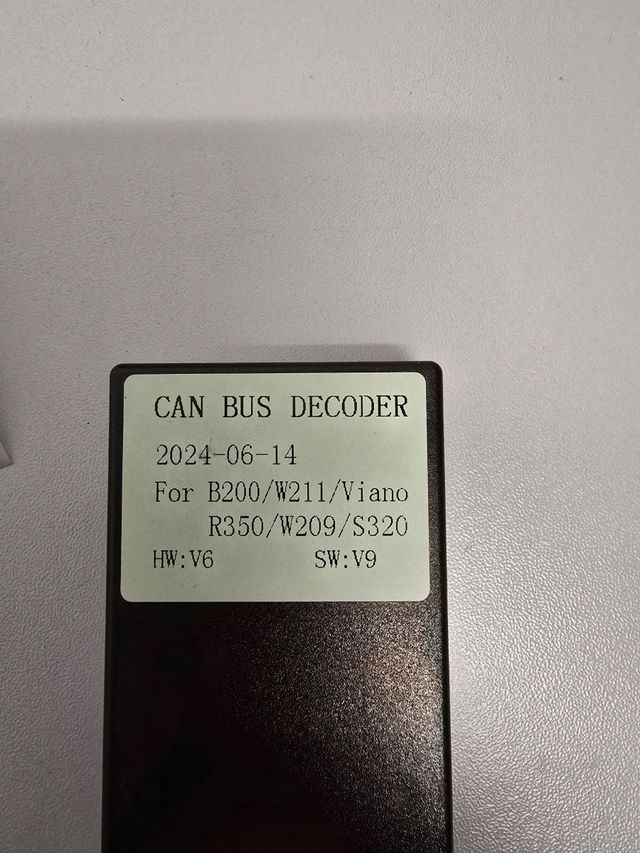 CAN BUS DECODER
2024-06-14
For B200/W211/Viano
R350/W209/S320
HW:V6 SW:V9